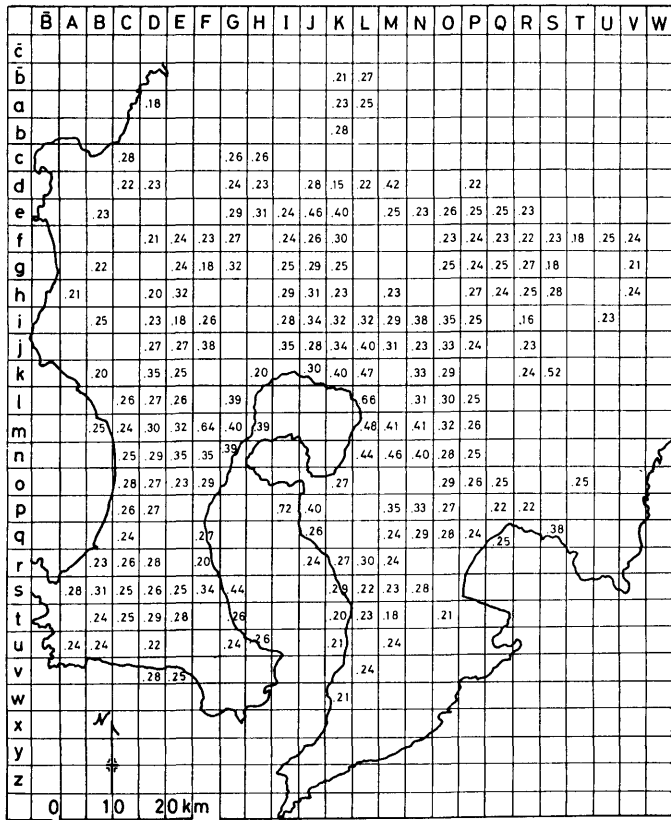 B̄ A B C D E F G H I J K L M N O P Q R S T U V W
c̄
b̄ .21 .27
a .18 .23 .25
b .28
c .28 .26 .26
d .22 .23 .24 .23 .28 .15 .22 .42 .22
e .23 .29 .31 .24 .46 .40 .25 .23 .26 .25 .25 .23
f .21 .24 .23 .27 .24 .26 .30 .23 .24 .23 .22 .23 .18 .25 .24
g .22 .24 .18 .32 .25 .29 .25 .25 .24 .25 .27 .18 .21
h .21 .20 .32 .29 .31 .23 .23 .27 .24 .25 .28 .24
i .25 .23 .18 .26 .28 .34 .32 .32 .29 .38 .35 .25 .16 .23
j .27 .27 .38 .35 .28 .34 .40 .31 .23 .33 .24 .23
k .20 .35 .25 .20 .30 .40 .47 .33 .29 .24 .52
l .26 .27 .26 .39 .66 .31 .30 .25
m .25 .24 .30 .32 .64 .40 .39 .48 .41 .41 .32 .26
n .25 .29 .35 .35 .39 .44 .46 .40 .28 .25
o .28 .27 .23 .29 .27 .29 .26 .25 .25
p .26 .27 .72 .40 .35 .33 .27 .22 .22
q .24 .27 .26 .24 .29 .28 .24 .25 .38
r .23 .26 .28 .20 .24 .27 .30 .24
s .28 .31 .25 .26 .25 .34 .44 .29 .22 .23 .28
t .24 .25 .29 .28 .26 .20 .23 .18 .21
u .24 .24 .22 .24 .26 .21 .24
v .28 .25 .24
w .21
x N
y
z
0 10 20 km